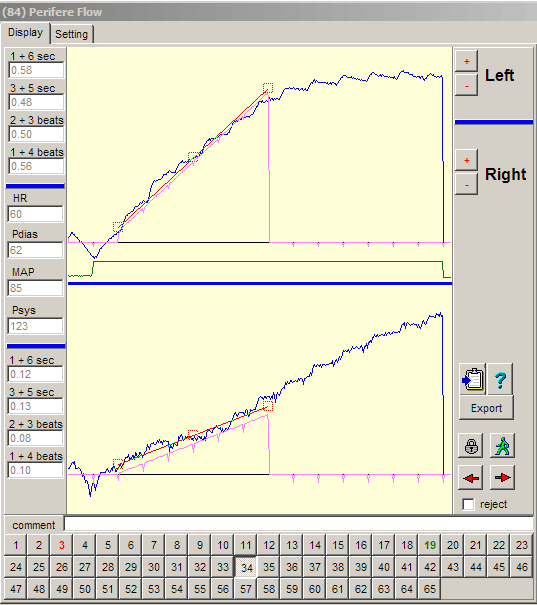 (84) Perifere Flow
Display Setting
1 + 6 sec
0.58
3 + 5 sec
0.48
2 + 3 beats
0.50
1 + 4 beats
0.56
HR
60
Pdias
62
MAP
85
Psys
123
1 + 6 sec
0.12
3 + 5 sec
0.13
2 + 3 beats
0.08
1 + 4 beats
0.10
+
Left
-
+
Right
-
?
Export
reject
comment
1 2 3 4 5 6 7 8 9 10 11 12 13 14 15 16 17 18 19 20 21 22 23
24 25 26 27 28 29 30 31 32 33 34 35 36 37 38 39 40 41 42 43 44 45 46
47 48 49 50 51 52 53 54 55 56 57 58 59 60 61 62 63 64 65